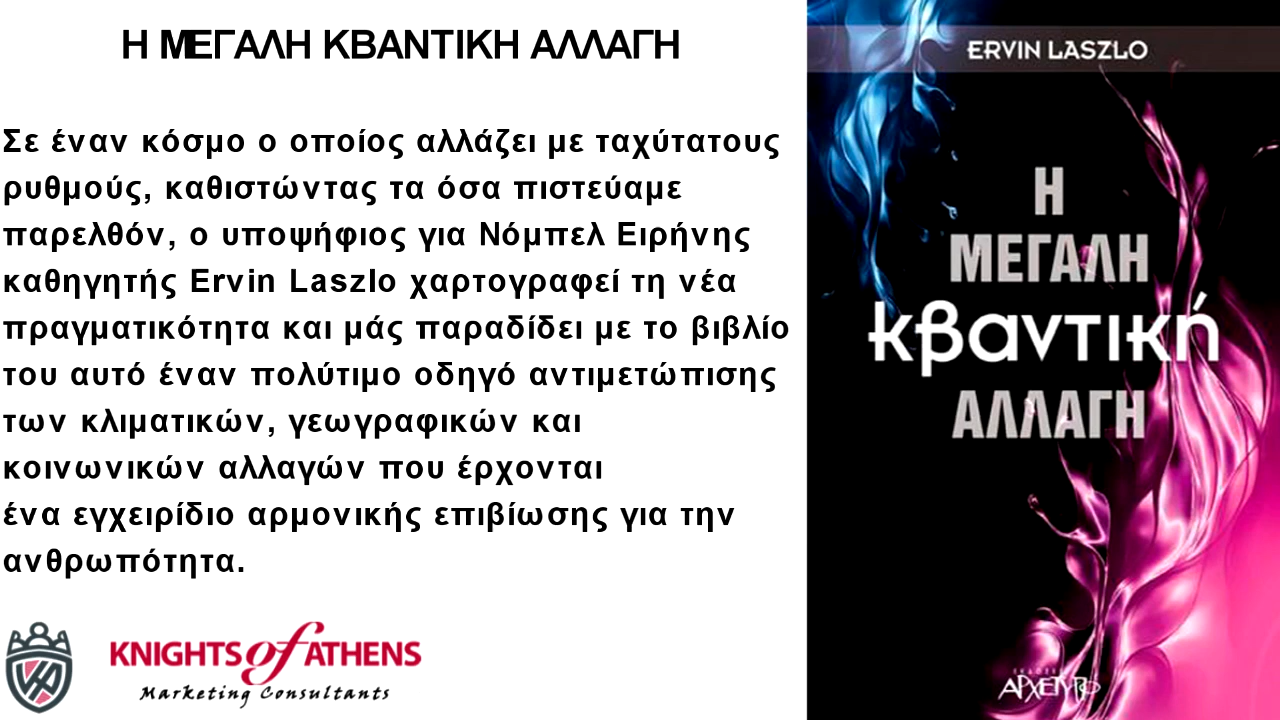 Η ΜΕΓΑΛΗ ΚΒΑΝΤΙΚΗ ΑΛΛΑΓΗ
Σε έναν κόσμο ο οποίος αλλάζει με ταχύτατους
ρυθμούς, καθιστώντας τα όσα πιστεύαμε
παρελθόν, ο υποψήφιος για Νόμπελ Ειρήνης
καθηγητής Ervin Laszlo χαρτογραφεί τη νέα
πραγματικότητα και μάς παραδίδει με το βιβλίο
του αυτό έναν πολύτιμο οδηγό αντιμετώπισης
των κλιματικών, γεωγραφικών και
κοινωνικών αλλαγών που έρχονται
ένα εγχειρίδιο αρμονικής επιβίωσης για την
ανθρωπότητα.
KNIGHTS of ATHENS
Marketing Consultants
ERVIN LASZLO
Η
ΜΕΓΑΛΗ
κβαντική
ΑΛΛΑΓΗ
ΕΚΔΟΣΕΙΣ
ΑΡΧΕΤΥΠΟ